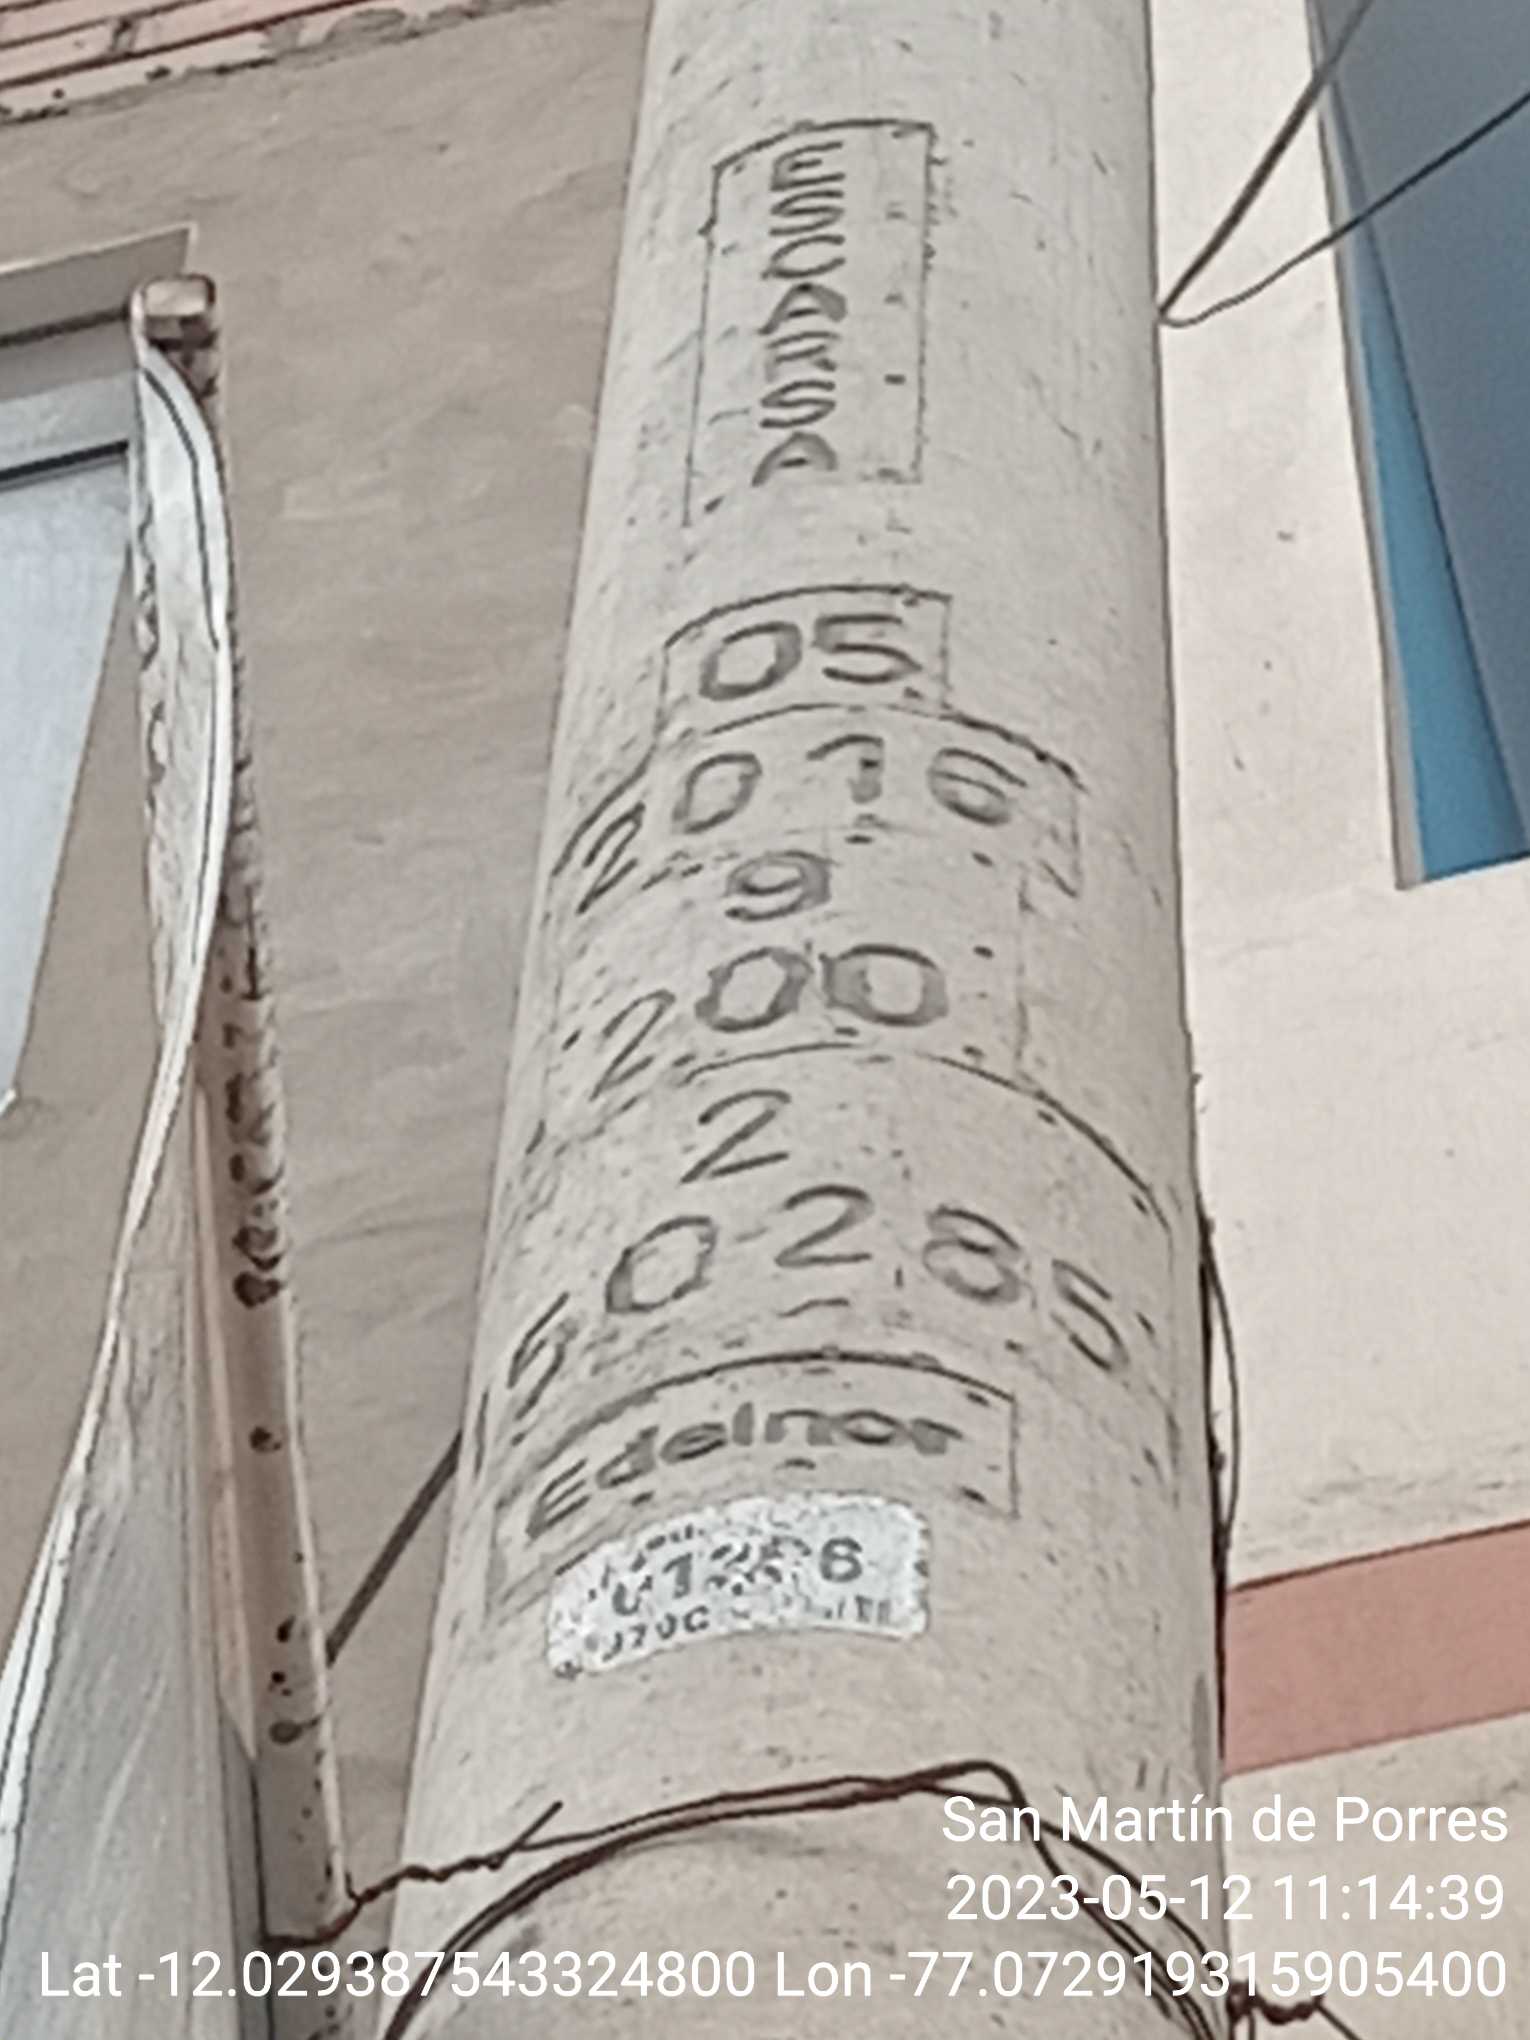 ESCARSA
05
2016
9
200
2
50285
Edelnor
San Martín de Porres
2023-05-12 11:14:39
Lat -12.029387543324800 Lon -77.072919315905400